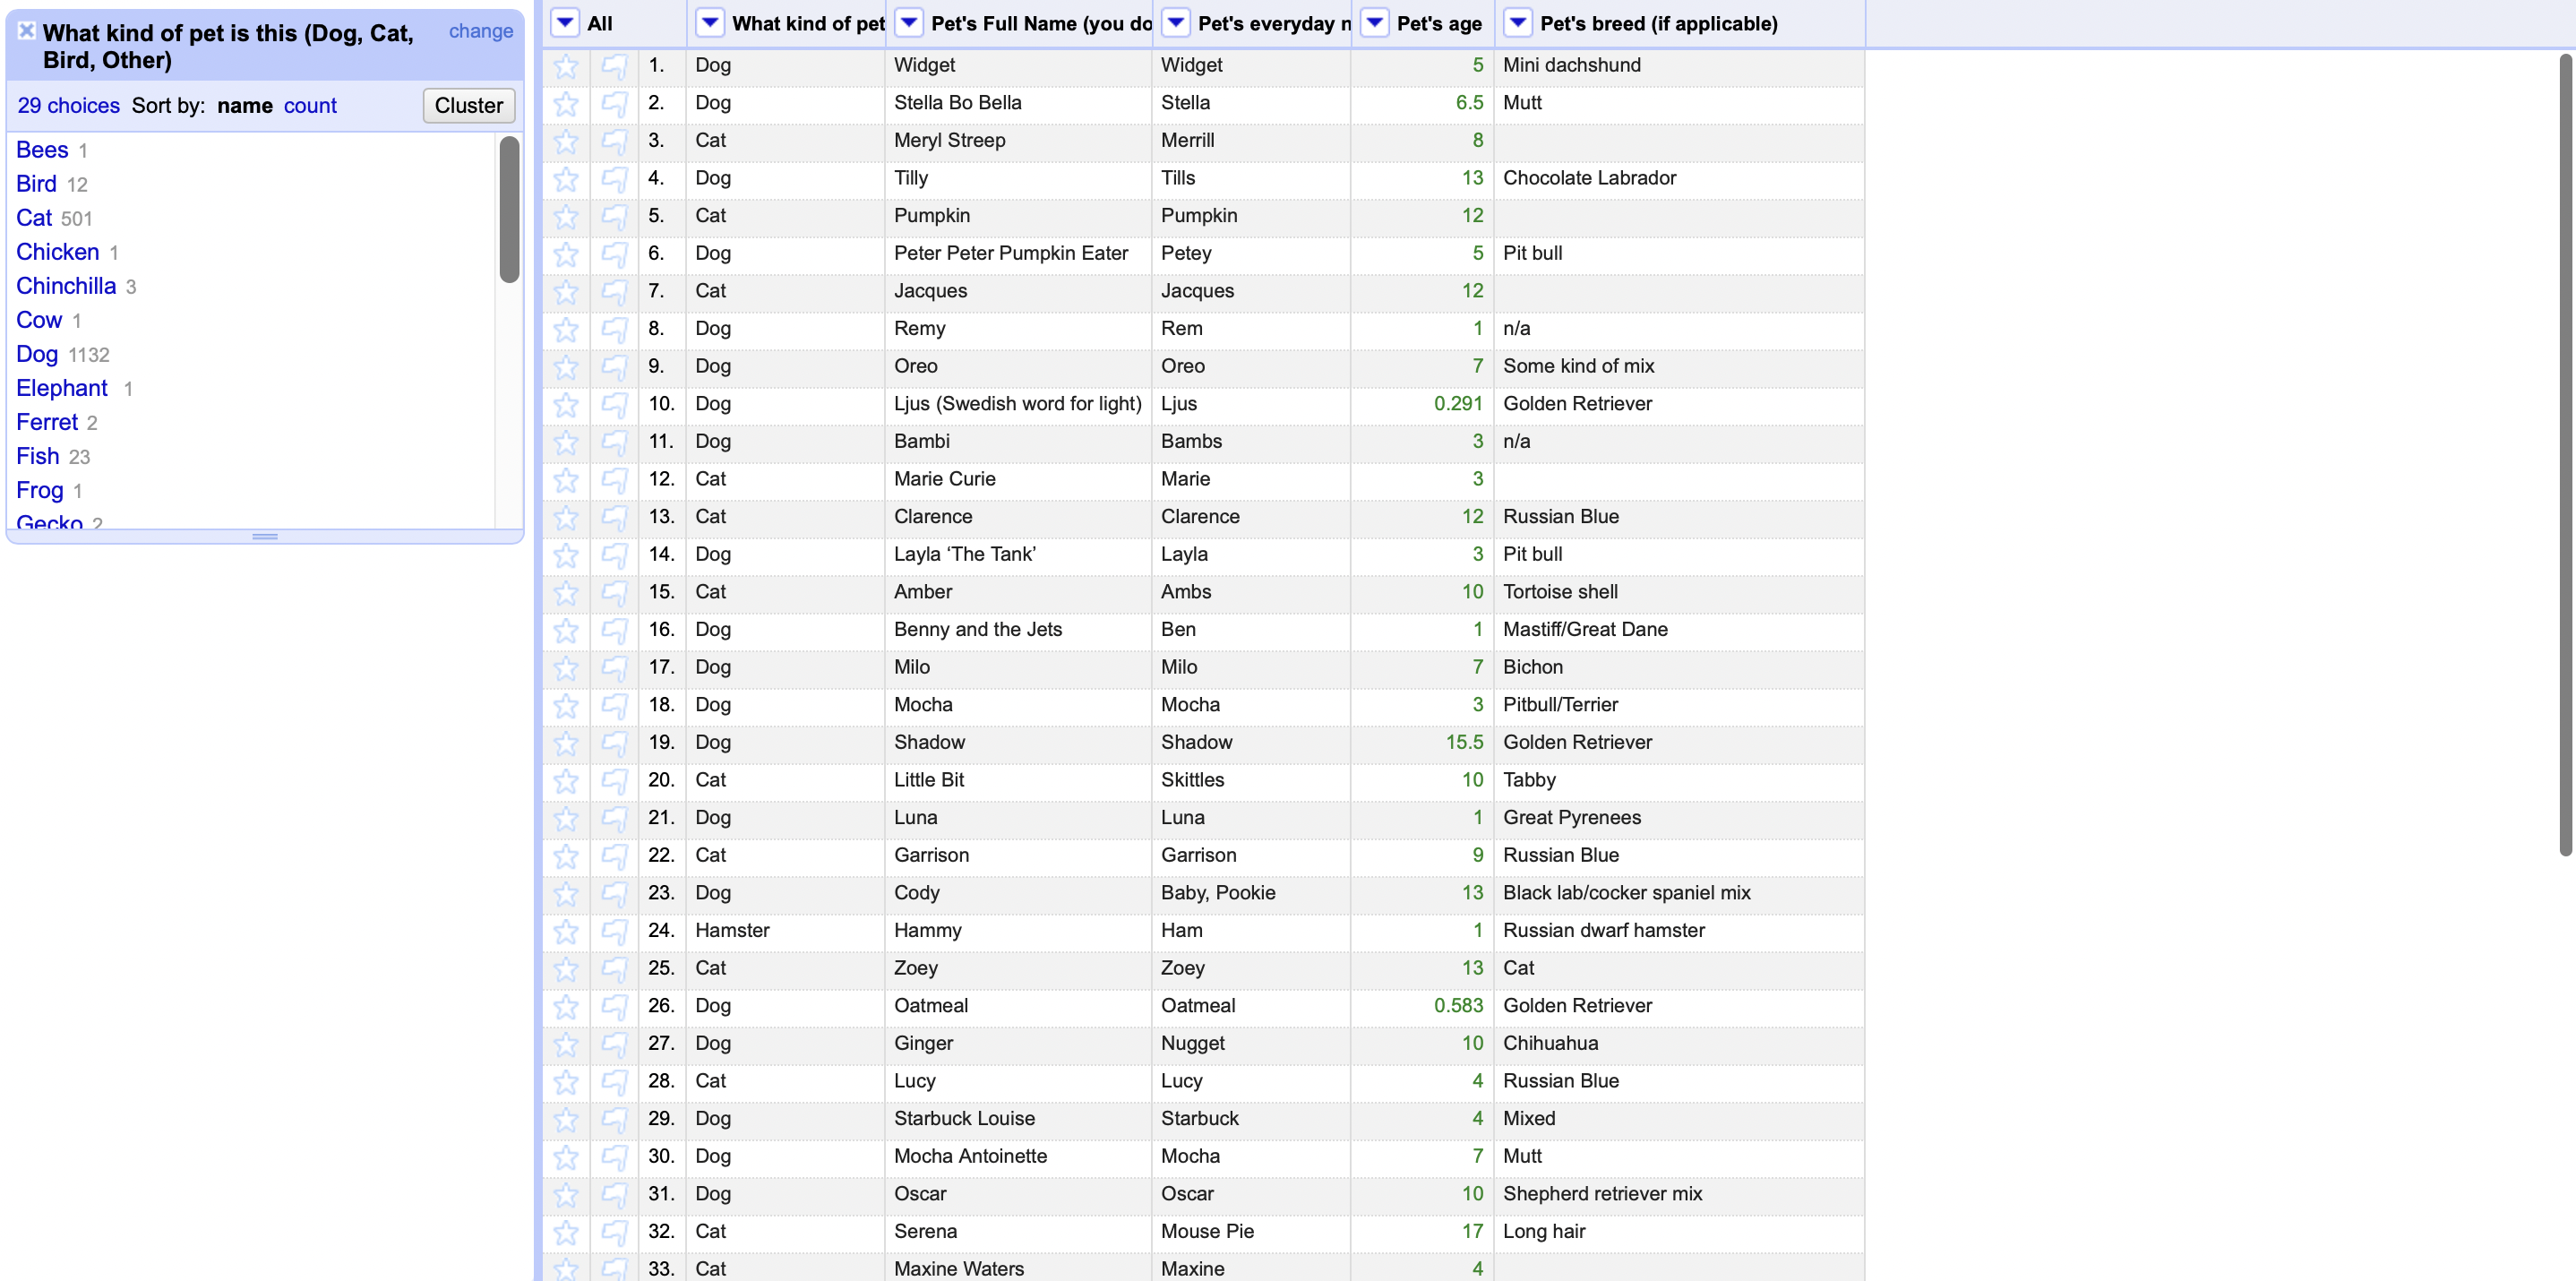 What kind of pet is this (Dog, Cat, Bird, Other) change
29 choices Sort by: name count Cluster
Bees 1
Bird 12
Cat 501
Chicken 1
Chinchilla 3
Cow 1
Dog 1132
Elephant 1
Ferret 2
Fish 23
Frog 1
Gecko 2
All What kind of pet Pet's Full Name (you do Pet's everyday n Pet's age Pet's breed (if applicable)
1. Dog Widget Widget 5 Mini dachshund
2. Dog Stella Bo Bella Stella 6.5 Mutt
3. Cat Meryl Streep Merrill 8
4. Dog Tilly Tills 13 Chocolate Labrador
5. Cat Pumpkin Pumpkin 12
6. Dog Peter Peter Pumpkin Eater Petey 5 Pit bull
7. Cat Jacques Jacques 12
8. Dog Remy Rem 1 n/a
9. Dog Oreo Oreo 7 Some kind of mix
10. Dog Ljus (Swedish word for light) Ljus 0.291 Golden Retriever
11. Dog Bambi Bambs 3 n/a
12. Cat Marie Curie Marie 3
13. Cat Clarence Clarence 12 Russian Blue
14. Dog Layla ‘The Tank’ Layla 3 Pit bull
15. Cat Amber Ambs 10 Tortoise shell
16. Dog Benny and the Jets Ben 1 Mastiff/Great Dane
17. Dog Milo Milo 7 Bichon
18. Dog Mocha Mocha 3 Pitbull/Terrier
19. Dog Shadow Shadow 15.5 Golden Retriever
20. Cat Little Bit Skittles 10 Tabby
21. Dog Luna Luna 1 Great Pyrenees
22. Cat Garrison Garrison 9 Russian Blue
23. Dog Cody Baby, Pookie 13 Black lab/cocker spaniel mix
24. Hamster Hammy Ham 1 Russian dwarf hamster
25. Cat Zoey Zoey 13 Cat
26. Dog Oatmeal Oatmeal 0.583 Golden Retriever
27. Dog Ginger Nugget 10 Chihuahua
28. Cat Lucy Lucy 4 Russian Blue
29. Dog Starbuck Louise Starbuck 4 Mixed
30. Dog Mocha Antoinette Mocha 7 Mutt
31. Dog Oscar Oscar 10 Shepherd retriever mix
32. Cat Serena Mouse Pie 17 Long hair
33. Cat Maxine Waters Maxine 4